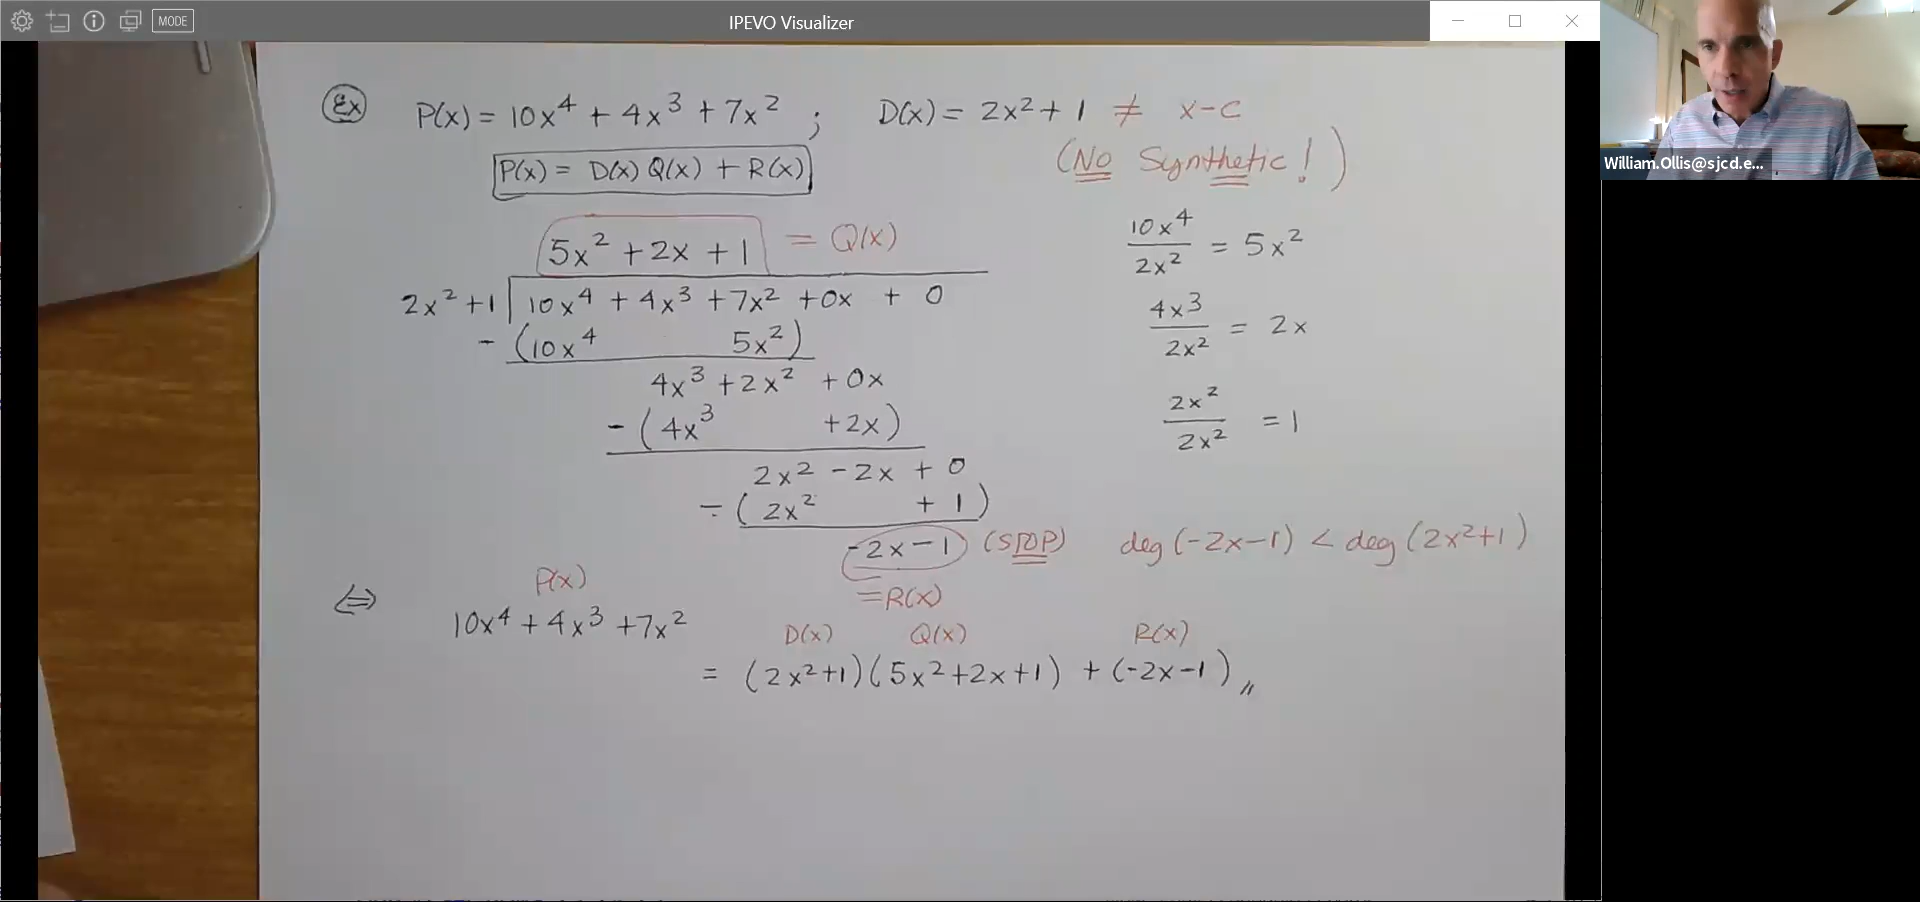 MODE
IPEVO Visualizer
William.Ollis@sjcd.e...
Ex P(x) = 10x⁴ + 4x³ + 7x² ; D(x) = 2x² + 1 ≠ x-c
P(x) = D(x) Q(x) + R(x)
(No Synthetic!)
5x² + 2x + 1 = Q(x)
2x² + 1 10x⁴ + 4x³ + 7x² + 0x + 0
- (10x⁴ 5x²)
4x³ + 2x² + 0x
- (4x³ + 2x)
2x² - 2x + 0
- (2x² + 1)
-2x - 1 (STOP) deg(-2x-1) < deg(2x²+1)
= R(x)
10x⁴/2x² = 5x²
4x³/2x² = 2x
2x²/2x² = 1
P(x)
⇔ 10x⁴ + 4x³ + 7x²
D(x) Q(x) R(x)
= (2x²+1)(5x²+2x+1) + (-2x-1)〃